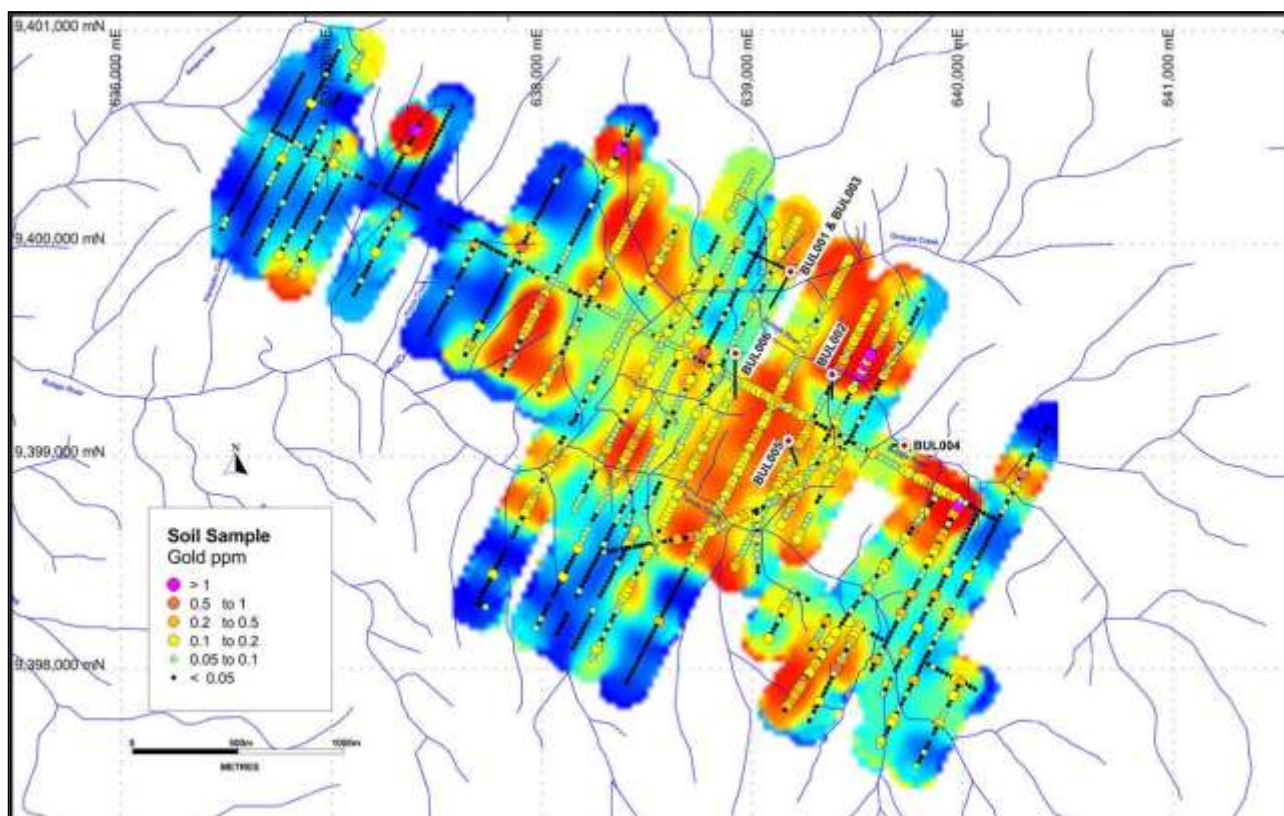 9,401,000 mN
636,000 mE
638,000 mE
639,000 mE
640,000 mE
641,000 mE
9,400,000 mN
BUL001 & BUL003
BUL002
BUL006
9,399,000 mN
BUL005
BUL004
N
Soil Sample
Gold ppm
> 1
0.5 to 1
0.2 to 0.5
0.1 to 0.2
0.05 to 0.1
< 0.05
9,398,000 mN
0
500m
1000m
METRES